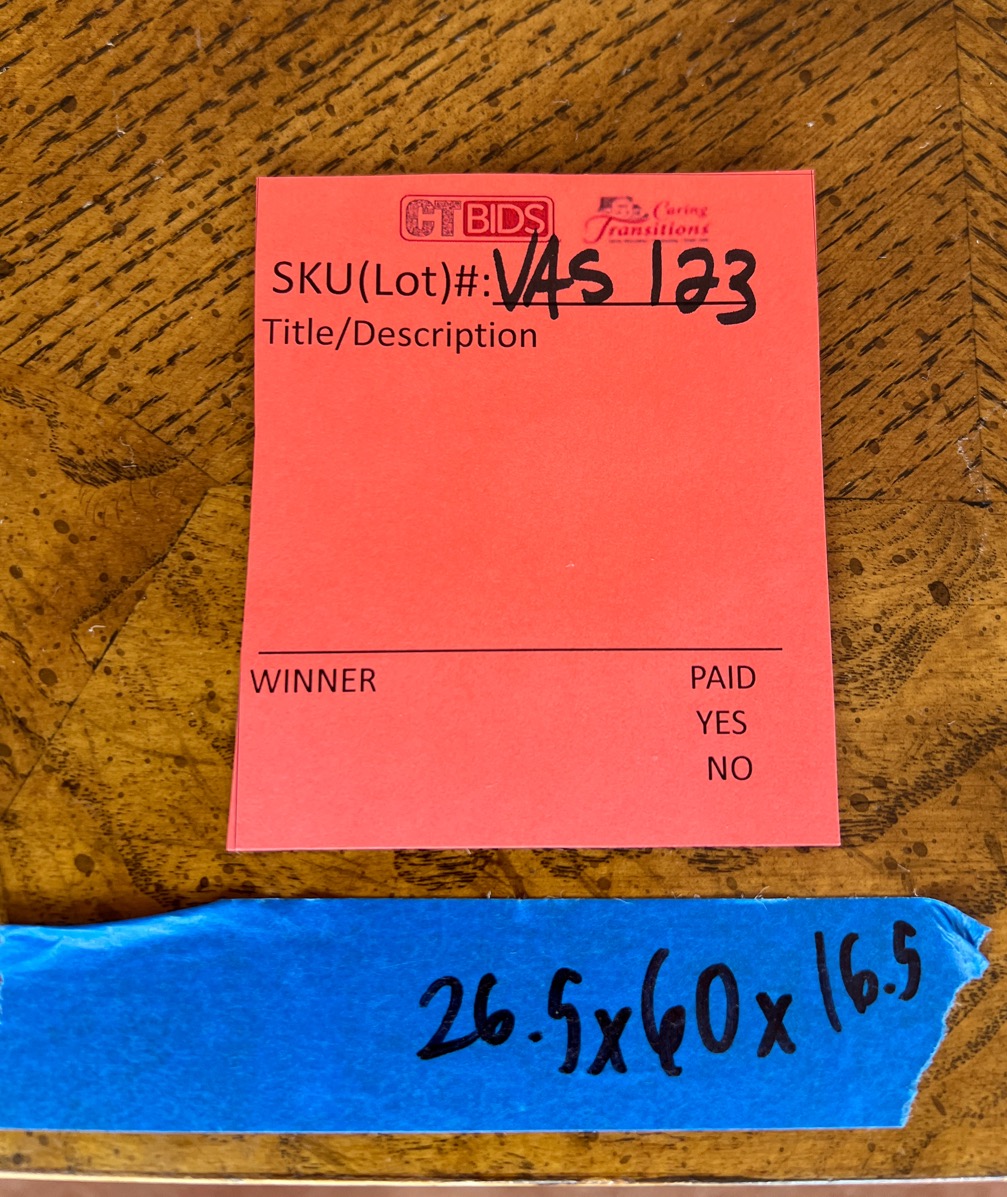 CTBIDS
Caring
Transitions
SKU(Lot)#: VAS 123
Title/Description
WINNER PAID
YES
NO
26.5x60x16.5